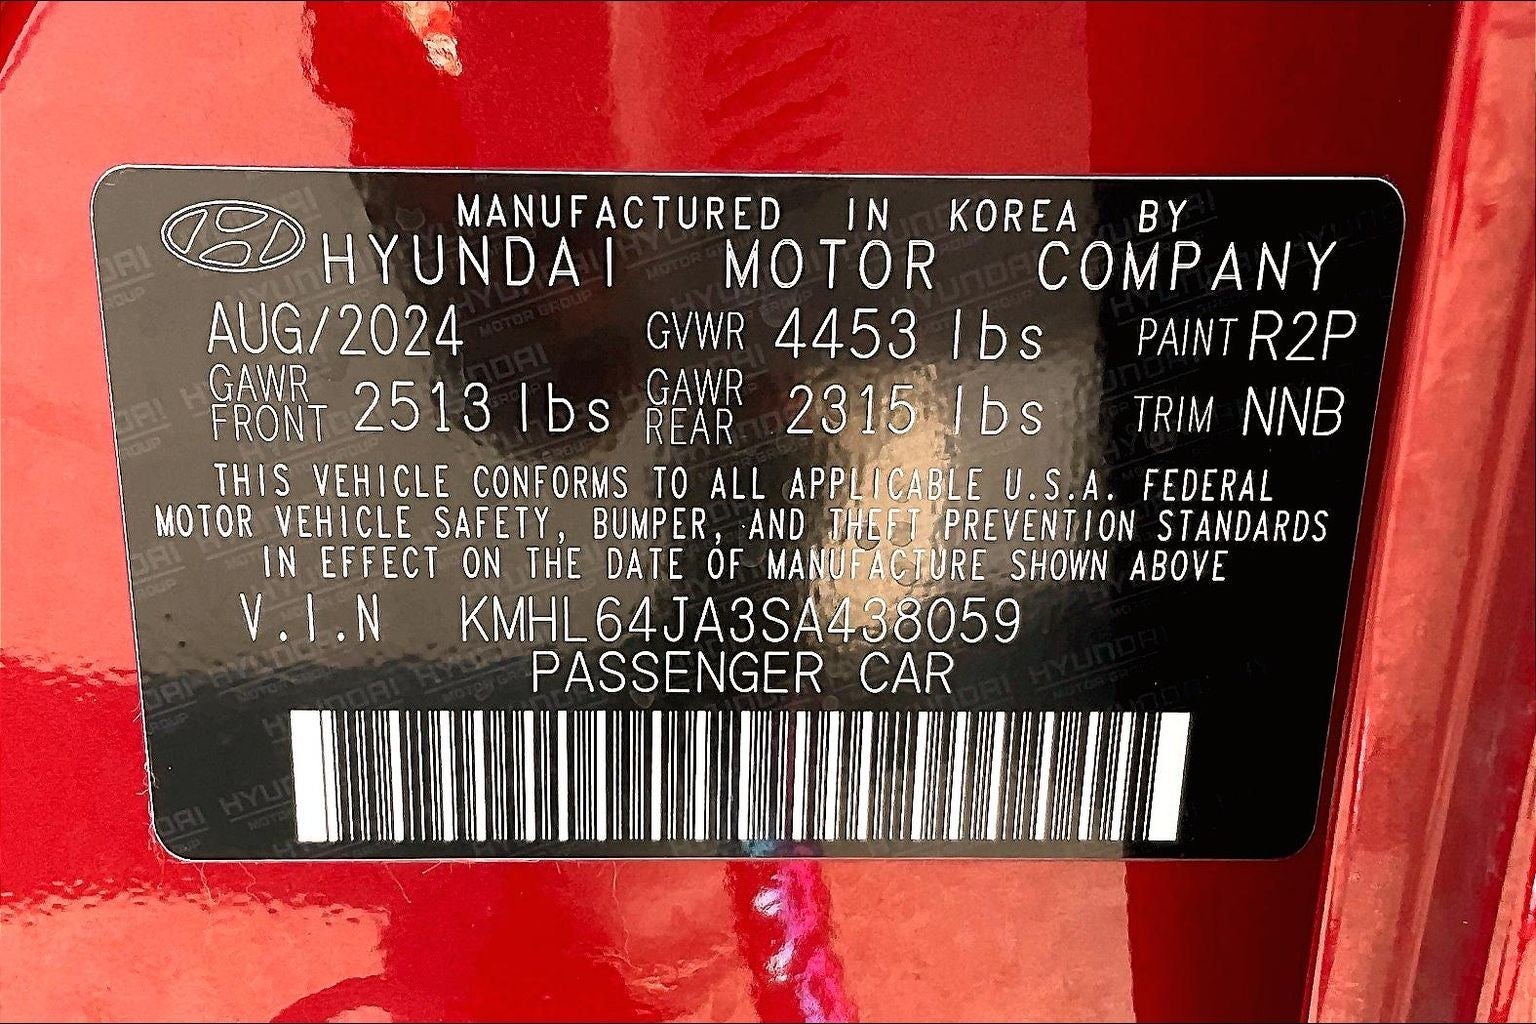 MANUFACTURED IN KOREA BY
HYUNDAI MOTOR COMPANY
AUG/2024 GVWR 4453 lbs PAINT R2P
GAWR FRONT 2513 lbs GAWR REAR 2315 lbs TRIM NNB
THIS VEHICLE CONFORMS TO ALL APPLICABLE U.S.A. FEDERAL
MOTOR VEHICLE SAFETY, BUMPER, AND THEFT PREVENTION STANDARDS
IN EFFECT ON THE DATE OF MANUFACTURE SHOWN ABOVE
V.I.N KMHL64JA3SA438059
PASSENGER CAR